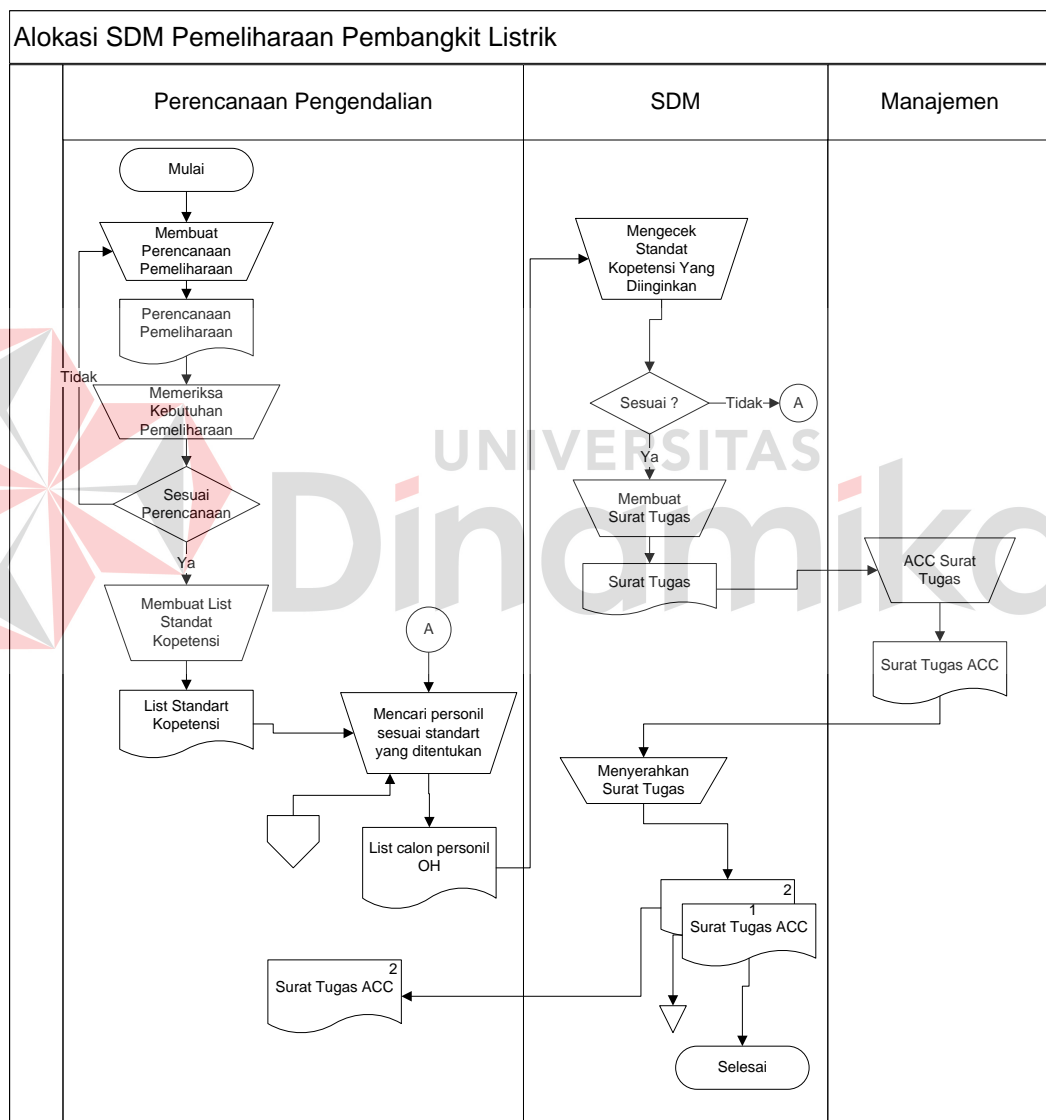 Alokasi SDM Pemeliharaan Pembangkit Listrik
Perencanaan Pengendalian
SDM
Manajemen
Mulai
Membuat
Perencanaan
Pemeliharaan
Perencanaan
Pemeliharaan
Tidak
Memeriksa
Kebutuhan
Pemeliharaan
Sesuai
Perencanaan
Ya
Membuat List
Standat
Kopetensi
List Standart
Kopetensi
A
Mencari personil
sesuai standart
yang ditentukan
List calon personil
OH
2
Surat Tugas ACC
Mengecek
Standat
Kopetensi Yang
Diinginkan
Sesuai ?
Tidak
A
Ya
Membuat
Surat Tugas
Surat Tugas
ACC Surat
Tugas
Surat Tugas ACC
Menyerahkan
Surat Tugas
2
1
Surat Tugas ACC
Selesai
UNIVERSITAS
Dinamika